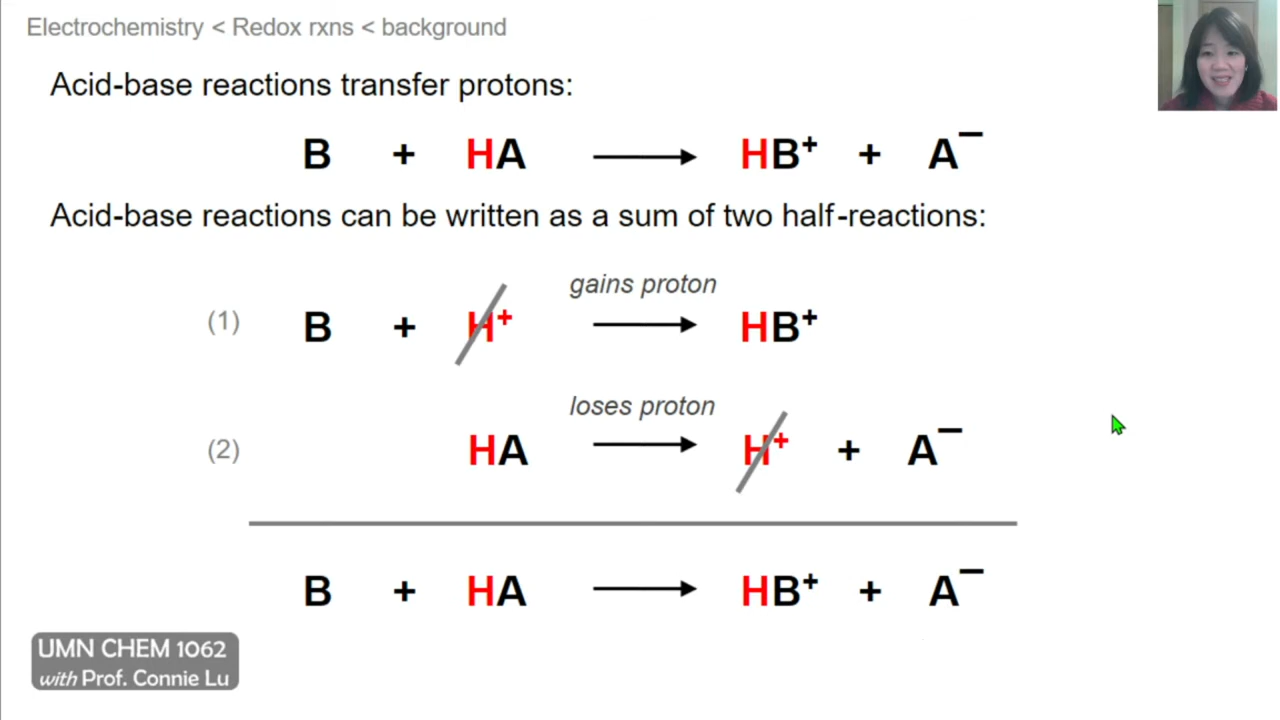 Electrochemistry < Redox rxns < background
Acid-base reactions transfer protons:
B + HA ⟶ HB⁺ + A⁻
Acid-base reactions can be written as a sum of two half-reactions:
gains proton
(1) B + H⁺ ⟶ HB⁺
loses proton
(2) HA ⟶ H⁺ + A⁻
B + HA ⟶ HB⁺ + A⁻
UMN CHEM 1062
with Prof. Connie Lu